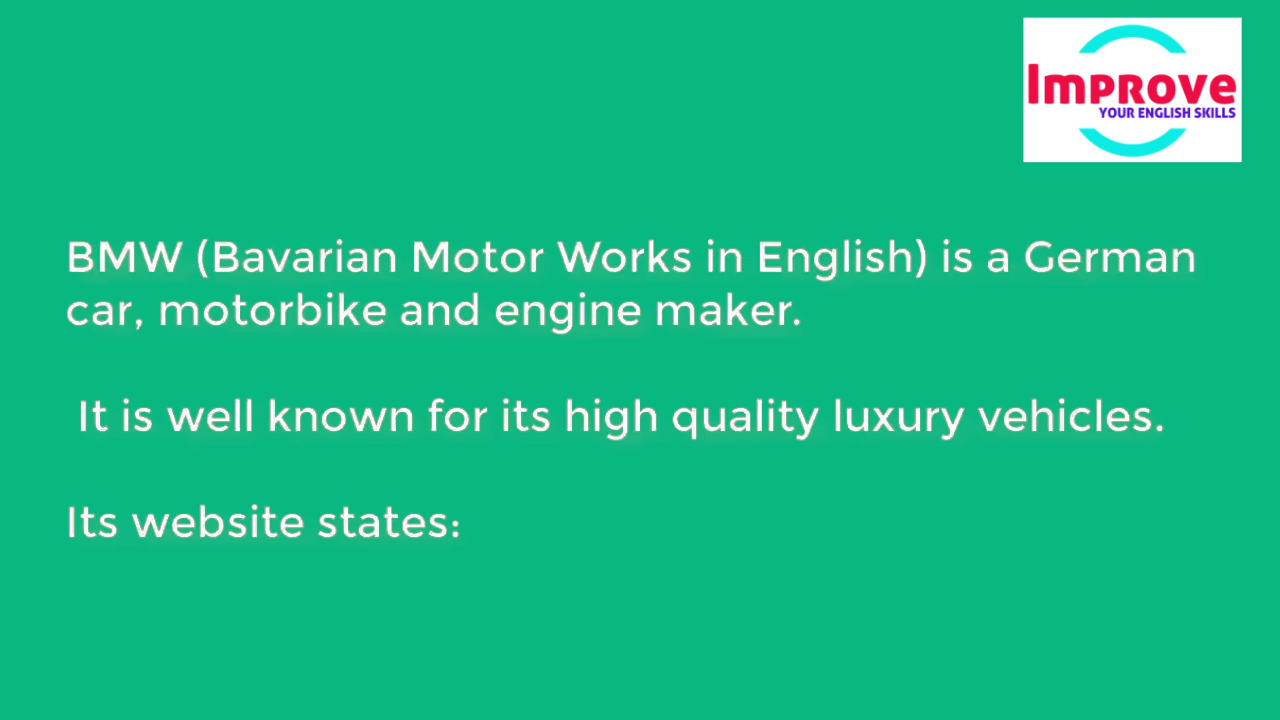 Improve
YOUR ENGLISH SKILLS
BMW (Bavarian Motor Works in English) is a German
car, motorbike and engine maker.
It is well known for its high quality luxury vehicles.
Its website states: